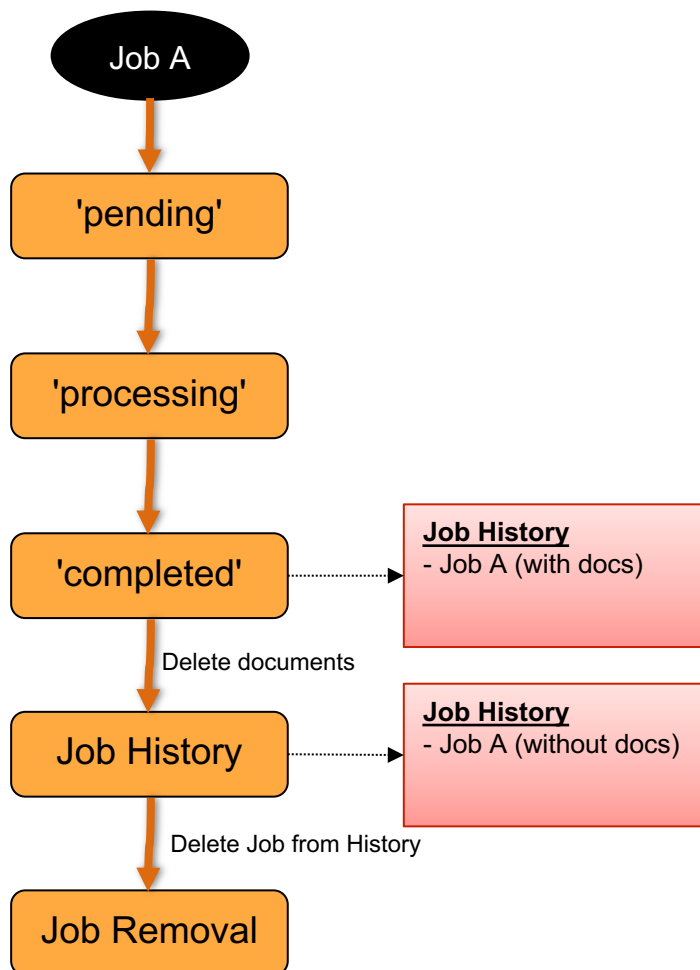 Job A
'pending'
'processing'
'completed'
Job History
- Job A (with docs)
Delete documents
Job History
Job History
- Job A (without docs)
Delete Job from History
Job Removal